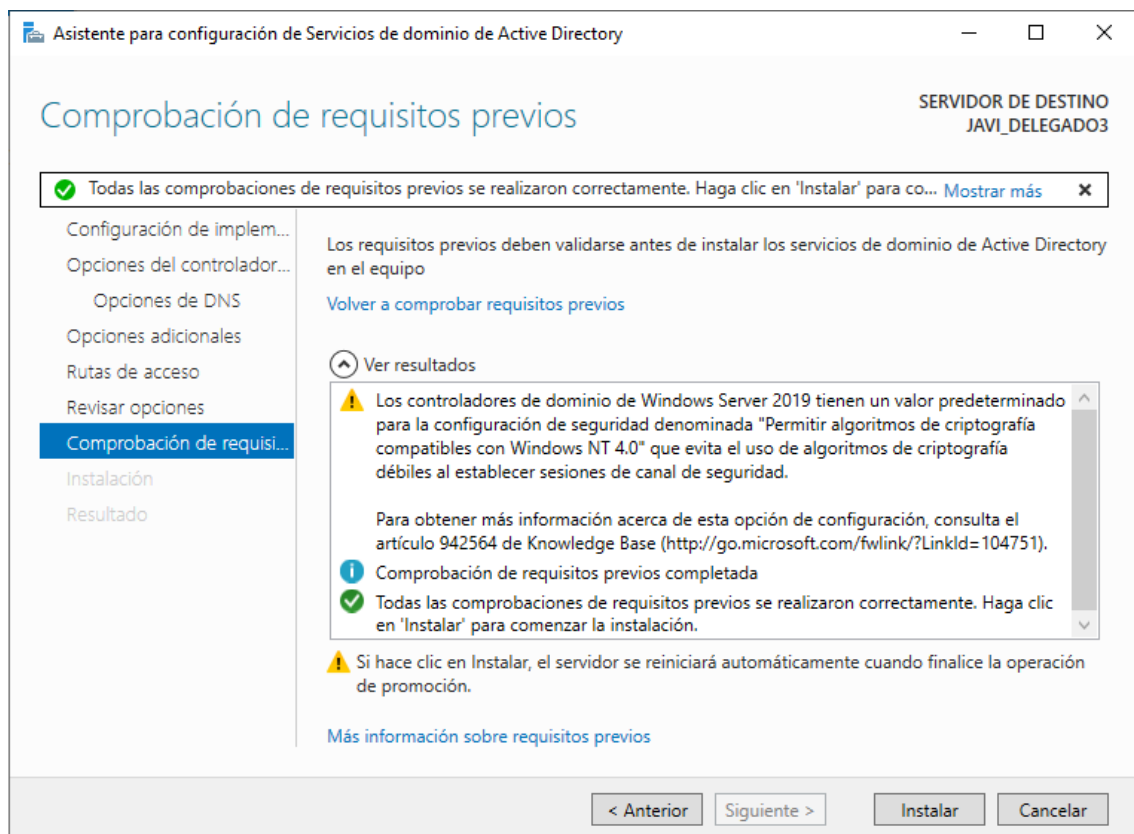 Asistente para configuración de Servicios de dominio de Active Directory
Comprobación de requisitos previos
SERVIDOR DE DESTINO
JAVI_DELEGADO3
Todas las comprobaciones de requisitos previos se realizaron correctamente. Haga clic en 'Instalar' para co... Mostrar más
Configuración de implem...
Opciones del controlador...
Opciones de DNS
Opciones adicionales
Rutas de acceso
Revisar opciones
Comprobación de requisi...
Instalación
Resultado
Los requisitos previos deben validarse antes de instalar los servicios de dominio de Active Directory
en el equipo
Volver a comprobar requisitos previos
Ver resultados
Los controladores de dominio de Windows Server 2019 tienen un valor predeterminado
para la configuración de seguridad denominada "Permitir algoritmos de criptografía
compatibles con Windows NT 4.0" que evita el uso de algoritmos de criptografía
débiles al establecer sesiones de canal de seguridad.
Para obtener más información acerca de esta opción de configuración, consulta el
artículo 942564 de Knowledge Base (http://go.microsoft.com/fwlink/?LinkId=104751).
Comprobación de requisitos previos completada
Todas las comprobaciones de requisitos previos se realizaron correctamente. Haga clic
en 'Instalar' para comenzar la instalación.
Si hace clic en Instalar, el servidor se reiniciará automáticamente cuando finalice la operación
de promoción.
Más información sobre requisitos previos
< Anterior Siguiente > Instalar Cancelar